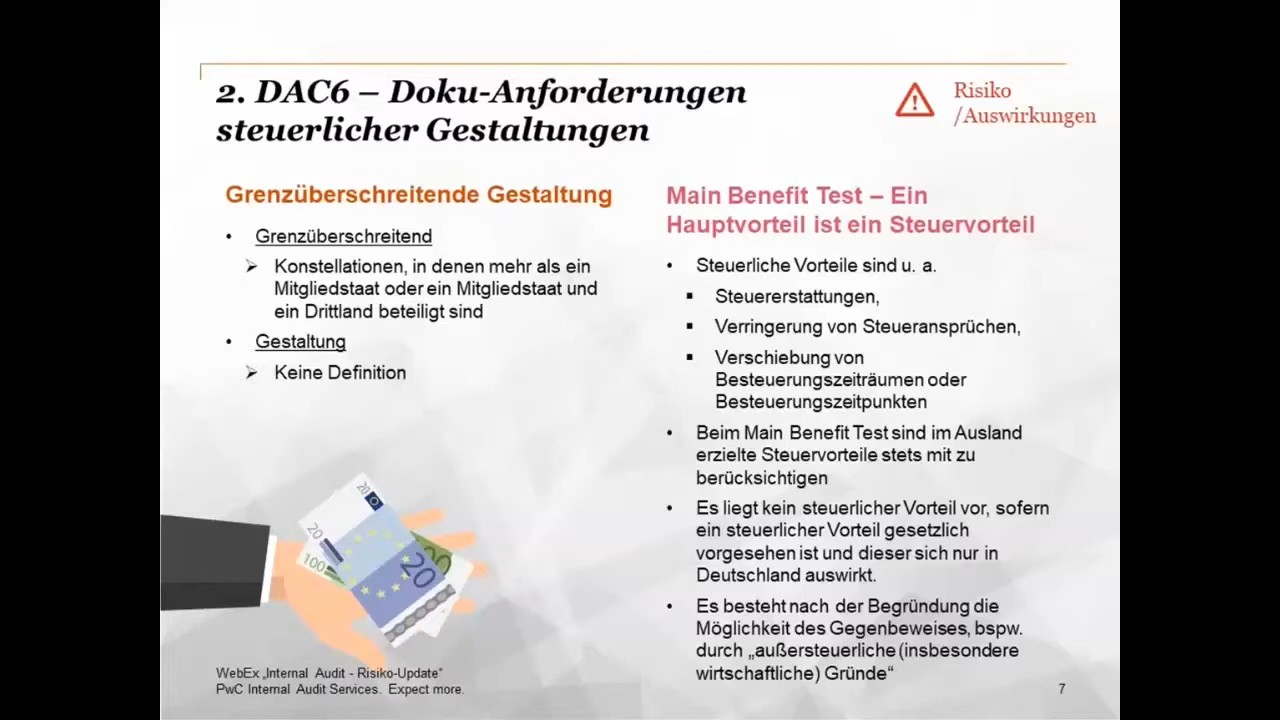 2. DAC6 – Doku-Anforderungen
steuerlicher Gestaltungen
Risiko
/Auswirkungen
Grenzüberschreitende Gestaltung
• Grenzüberschreitend
➢ Konstellationen, in denen mehr als ein
Mitgliedstaat oder ein Mitgliedstaat und
ein Drittland beteiligt sind
• Gestaltung
➢ Keine Definition
Main Benefit Test – Ein
Hauptvorteil ist ein Steuervorteil
• Steuerliche Vorteile sind u. a.
▪ Steuererstattungen,
▪ Verringerung von Steueransprüchen,
▪ Verschiebung von
Besteuerungszeiträumen oder
Besteuerungszeitpunkten
• Beim Main Benefit Test sind im Ausland
erzielte Steuervorteile stets mit zu
berücksichtigen
• Es liegt kein steuerlicher Vorteil vor, sofern
ein steuerlicher Vorteil gesetzlich
vorgesehen ist und dieser sich nur in
Deutschland auswirkt.
• Es besteht nach der Begründung die
Möglichkeit des Gegenbeweises, bspw.
durch „außersteuerliche (insbesondere
wirtschaftliche) Gründe“
20
20
100
20
00
WebEx „Internal Audit - Risiko-Update“
PwC Internal Audit Services. Expect more.
7